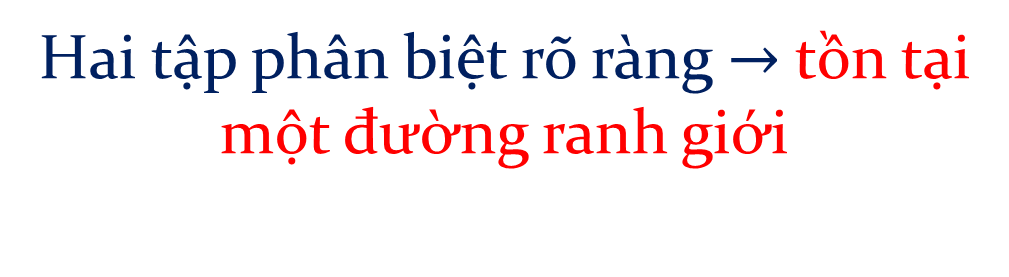 Hai tập phân biệt rõ ràng → tồn tại
một đường ranh giới